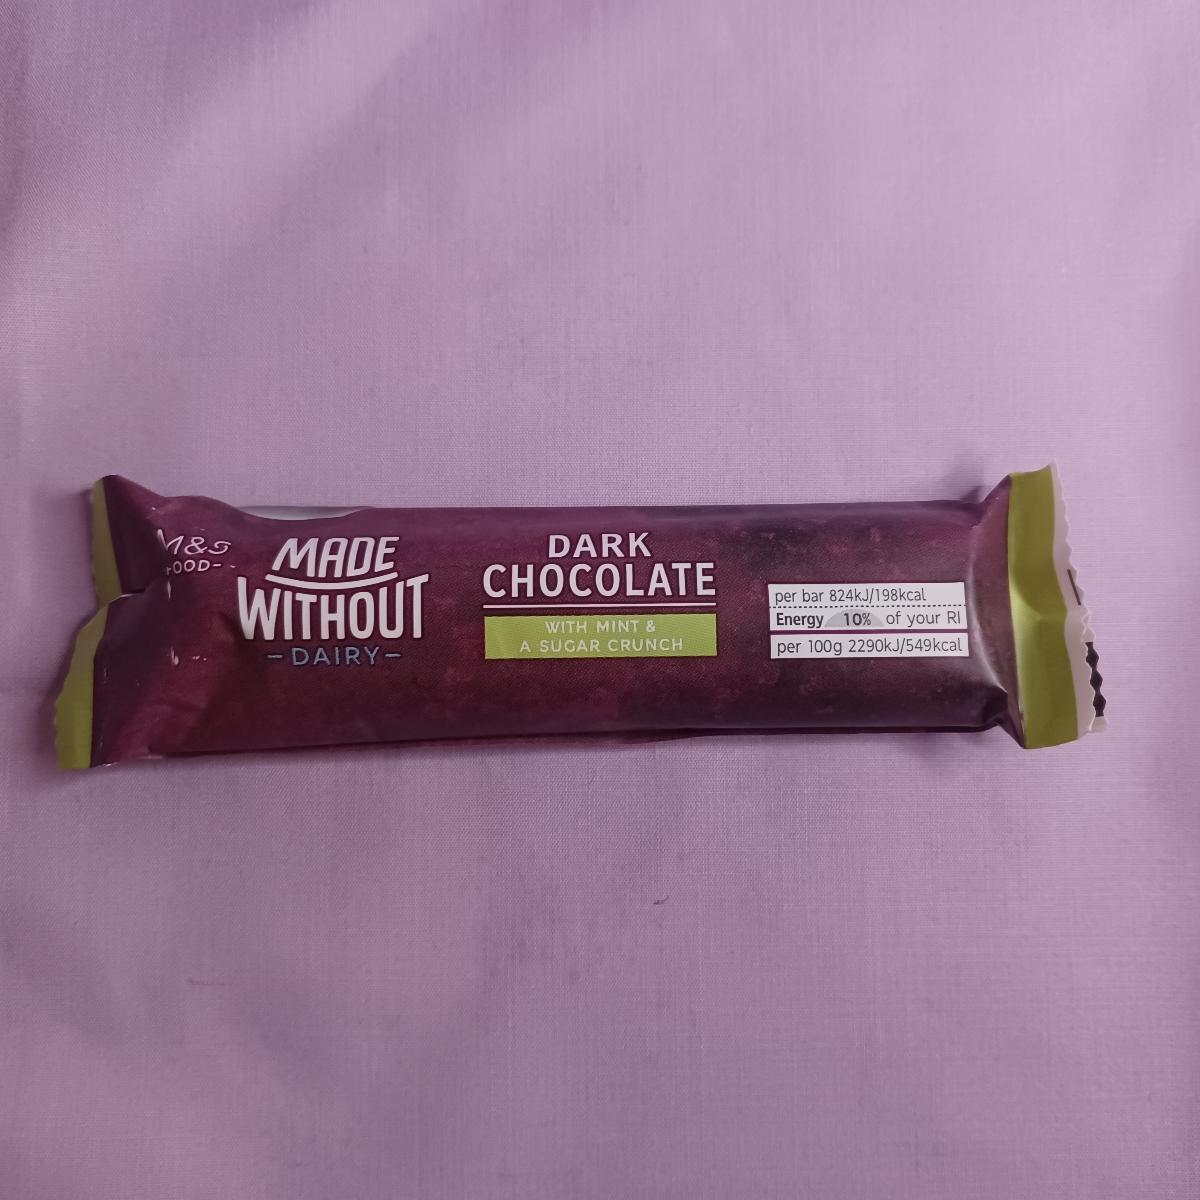 M&S
FOOD
MADE
WITHOUT
-DAIRY-
DARK
CHOCOLATE
WITH MINT &
A SUGAR CRUNCH
per bar 824kJ/198kcal
Energy 10% of your RI
per 100g 2290kJ/549kcal